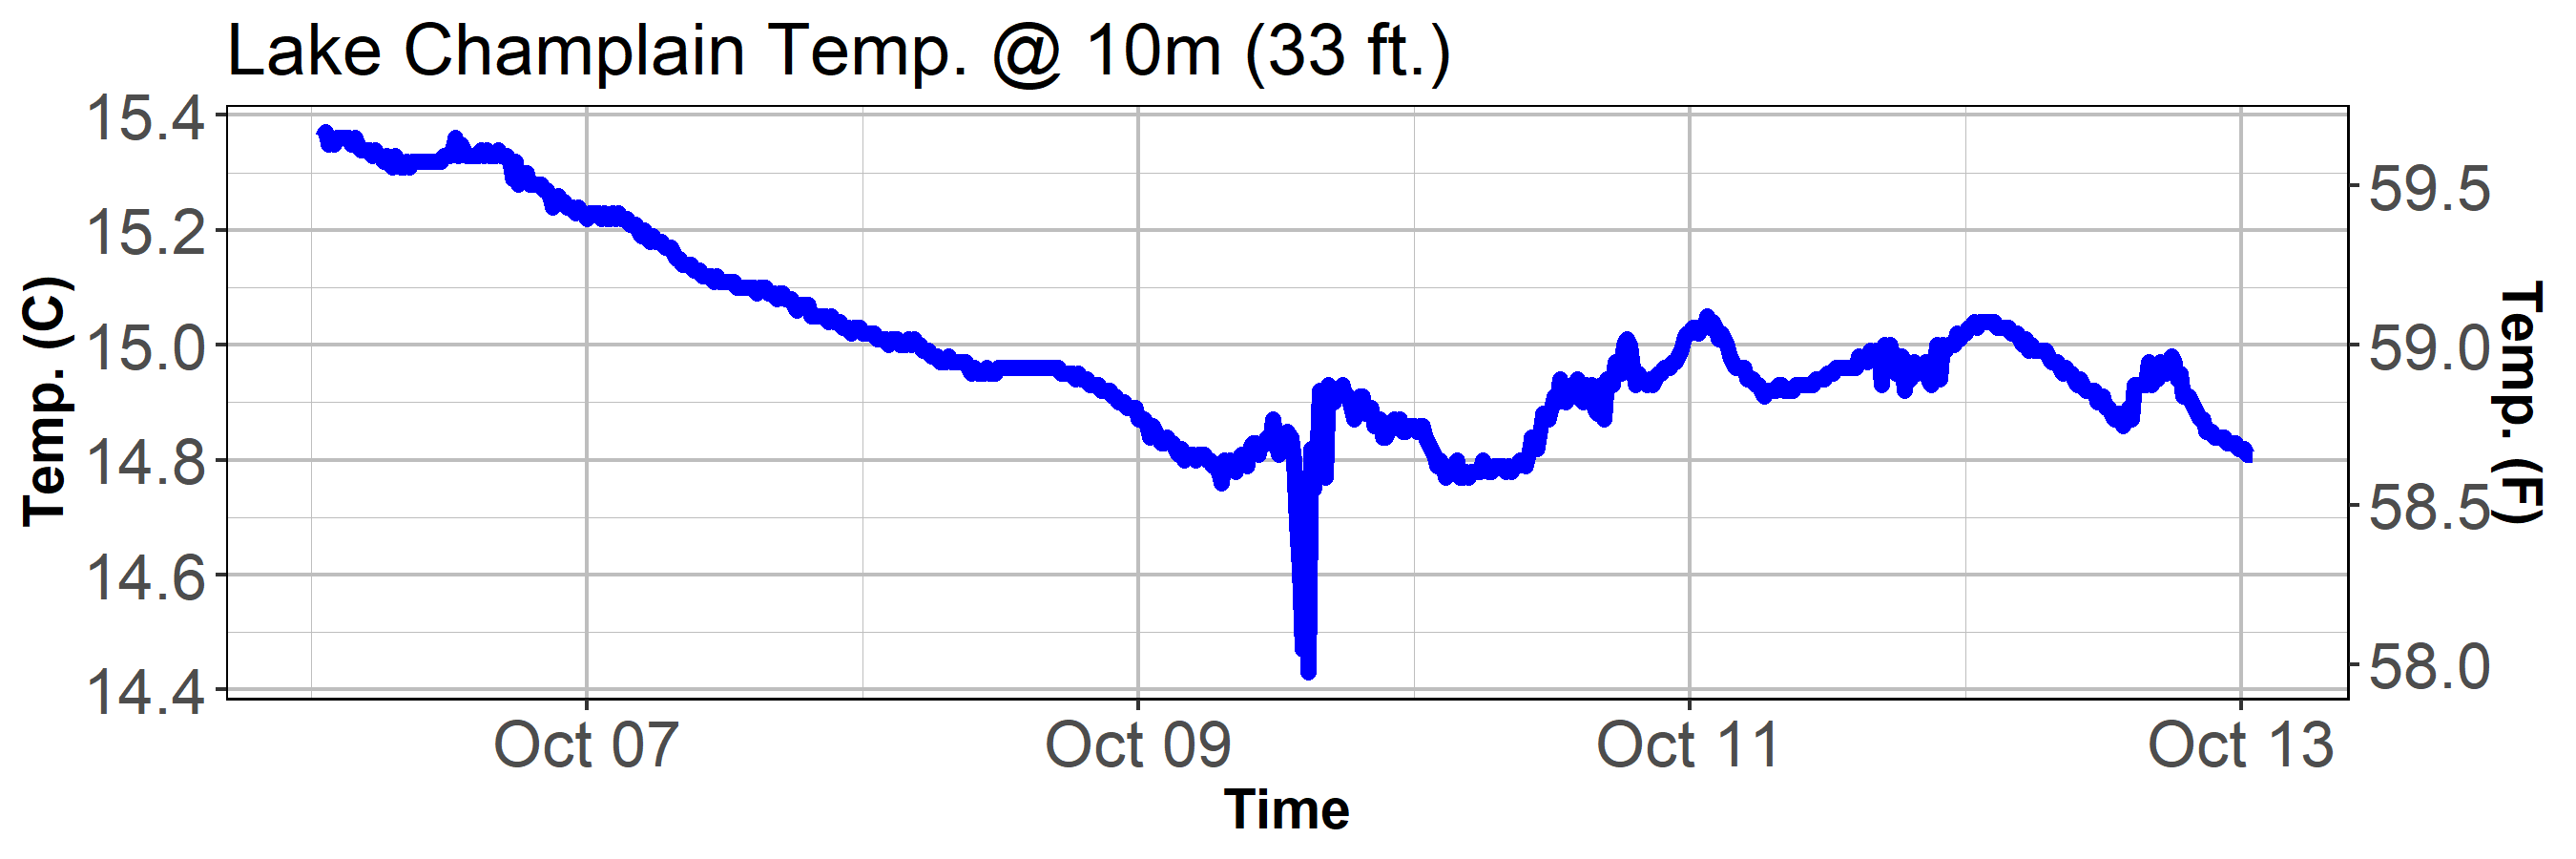 Lake Champlain Temp. @ 10m (33 ft.)
15.4
15.2
15.0
14.8
14.6
14.4
Temp. (C)
59.5
59.0
58.5
58.0
Temp. (F)
Oct 07
Oct 09
Oct 11
Oct 13
Time